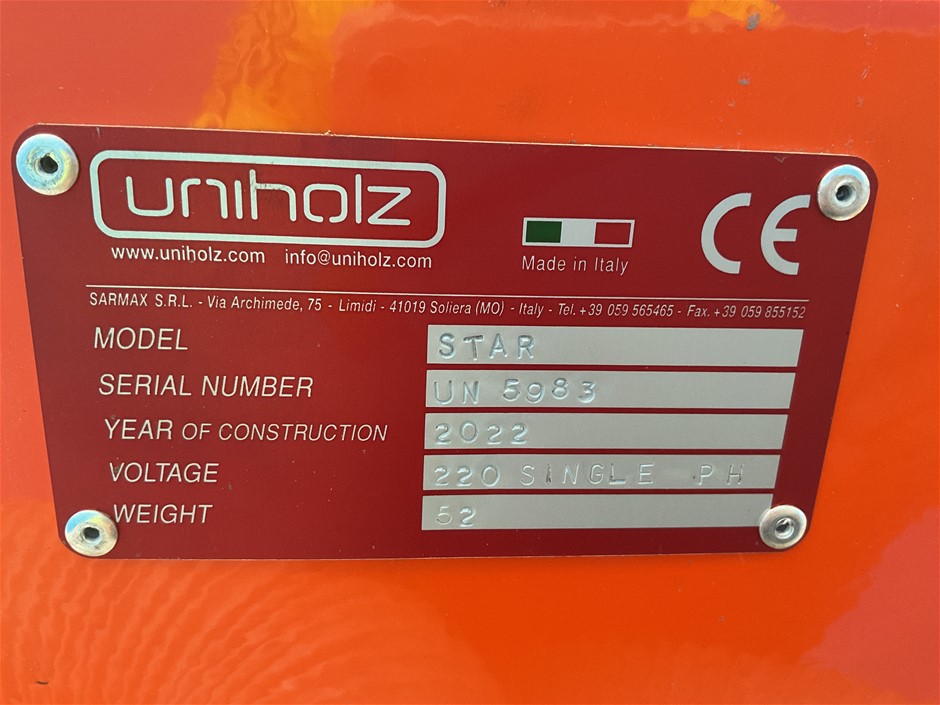 uniholz
www.uniholz.com info@uniholz.com
Made in Italy
CE
SARMAX S.R.L. - Via Archimede, 75 - Limidi - 41019 Soliera (MO) - Italy - Tel. +39 059 565465 - Fax. +39 059 855152
MODEL STAR
SERIAL NUMBER UN 5983
YEAR OF CONSTRUCTION 2022
VOLTAGE 220 SINGLE PH
WEIGHT 52